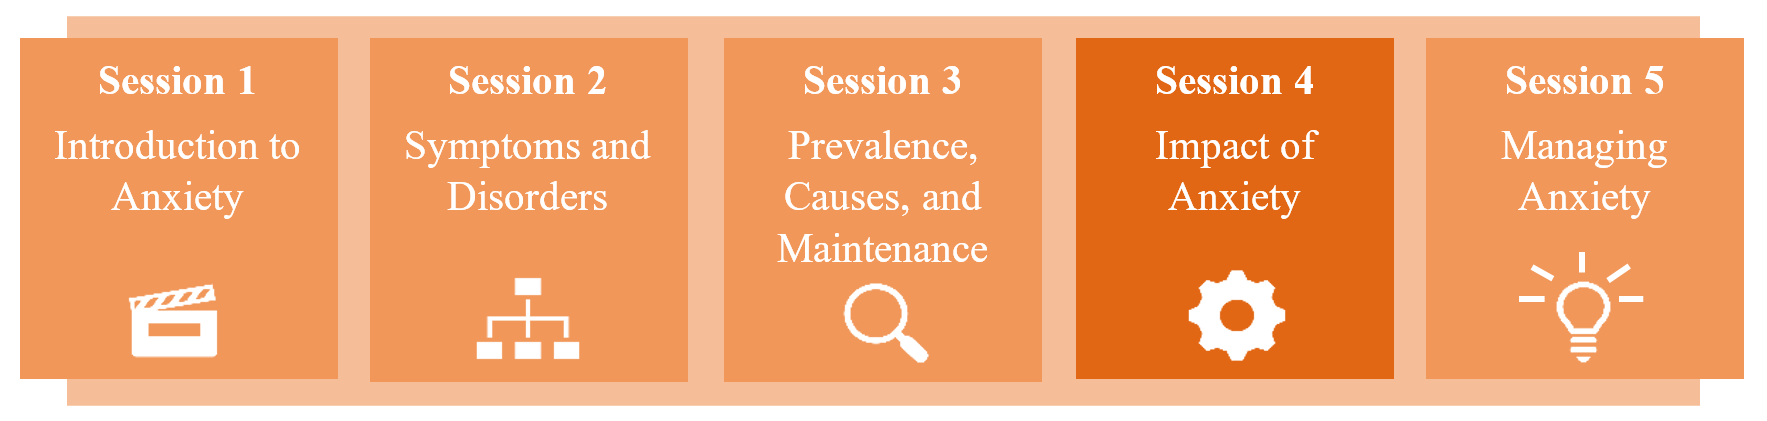 Session 1
Introduction to
Anxiety
Session 2
Symptoms and
Disorders
Session 3
Prevalence,
Causes, and
Maintenance
Session 4
Impact of
Anxiety
Session 5
Managing
Anxiety